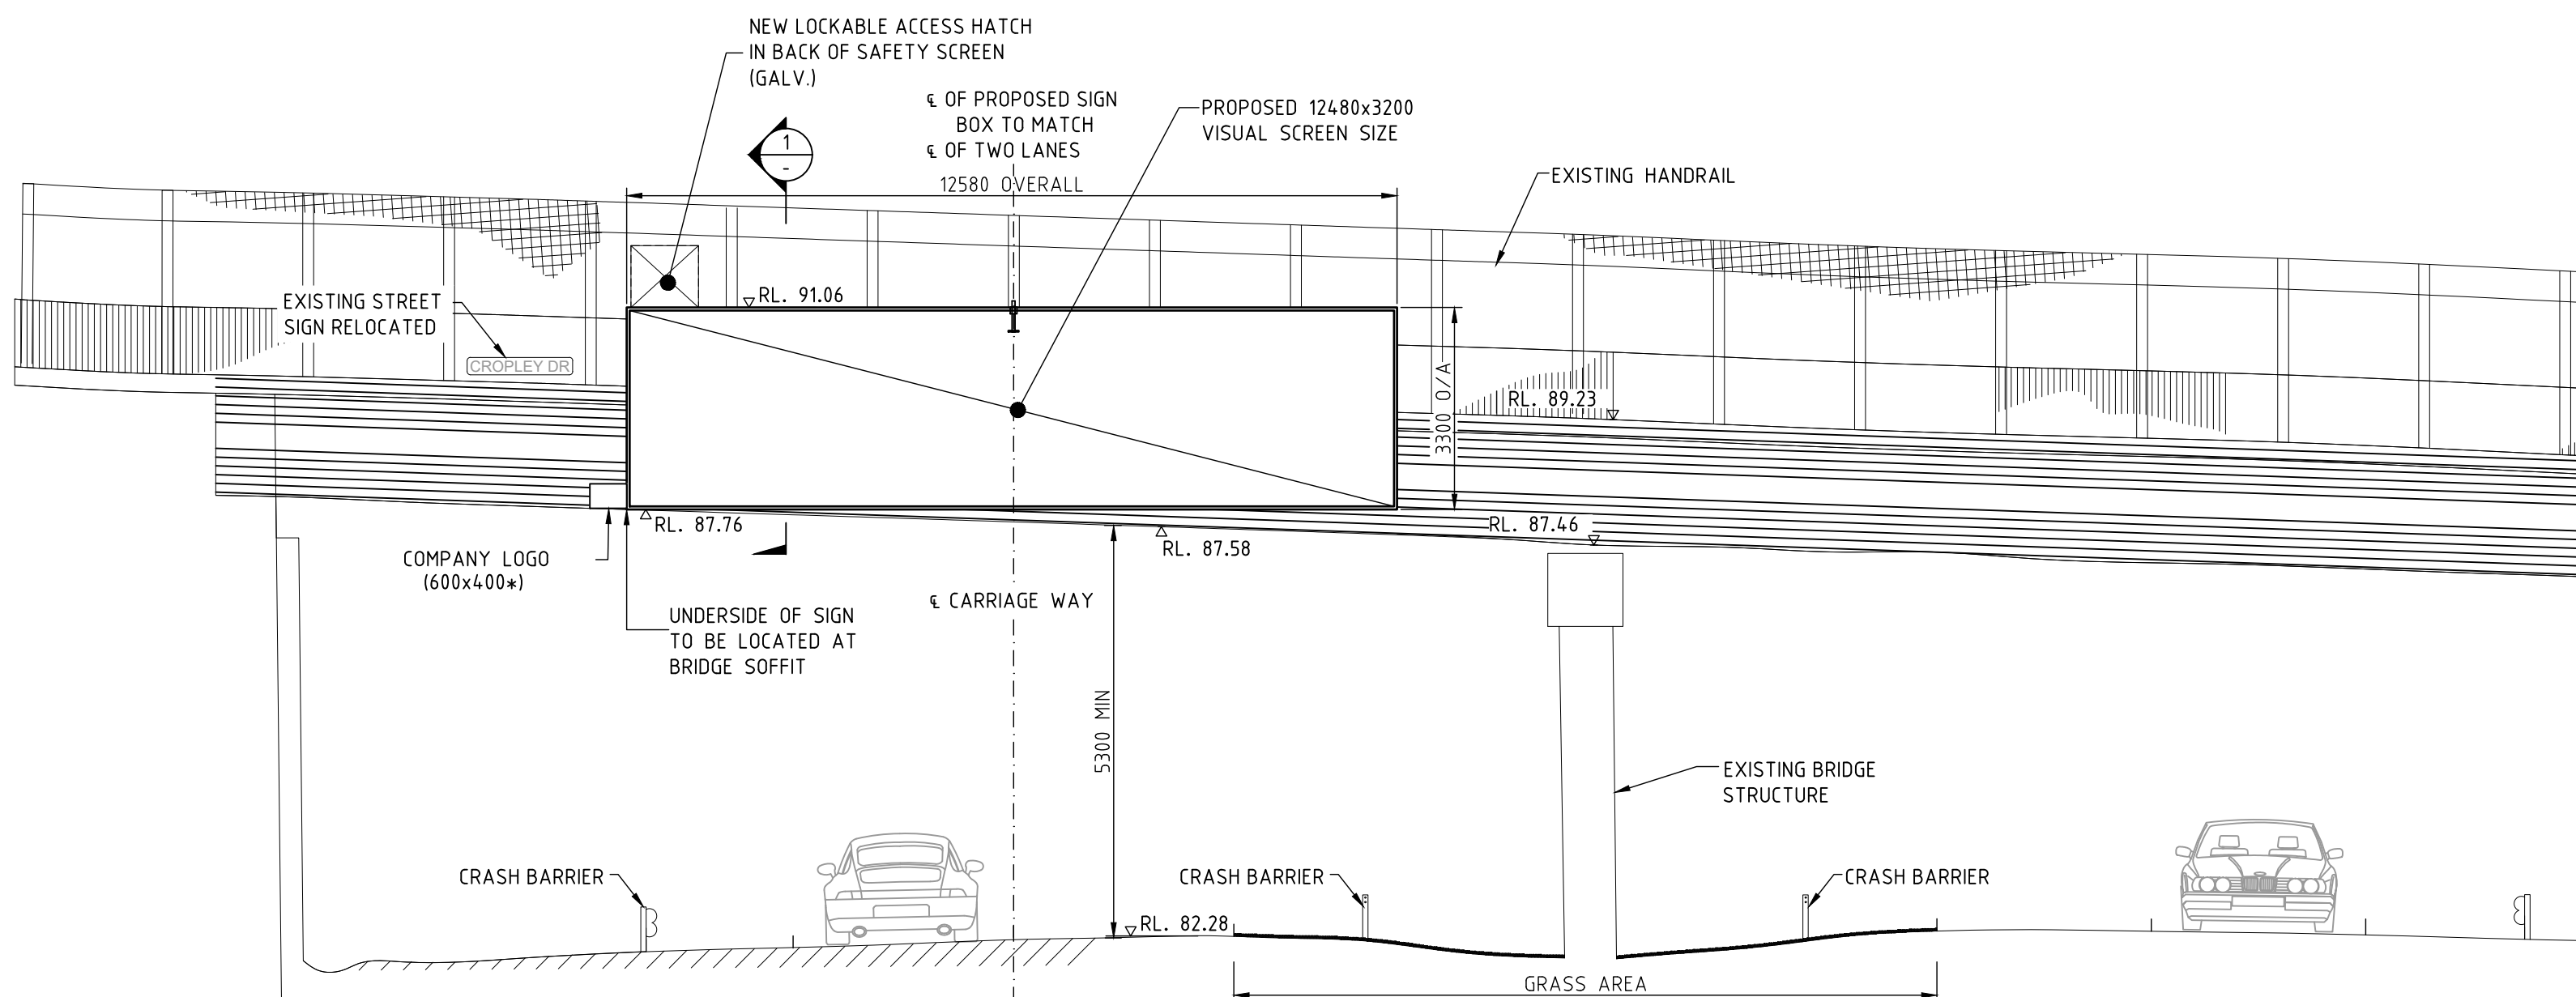 NEW LOCKABLE ACCESS HATCH
IN BACK OF SAFETY SCREEN
(GALV.)
℄ OF PROPOSED SIGN
BOX TO MATCH
℄ OF TWO LANES
PROPOSED 12480x3200
VISUAL SCREEN SIZE
1
-
12580 OVERALL
EXISTING HANDRAIL
EXISTING STREET
SIGN RELOCATED
CROPLEY DR
RL. 91.06
3300 O/A
RL. 89.23
RL. 87.76
RL. 87.58
RL. 87.46
COMPANY LOGO
(600x400*)
UNDERSIDE OF SIGN
TO BE LOCATED AT
BRIDGE SOFFIT
℄ CARRIAGE WAY
5300 MIN
EXISTING BRIDGE
STRUCTURE
CRASH BARRIER
CRASH BARRIER
CRASH BARRIER
RL. 82.28
GRASS AREA